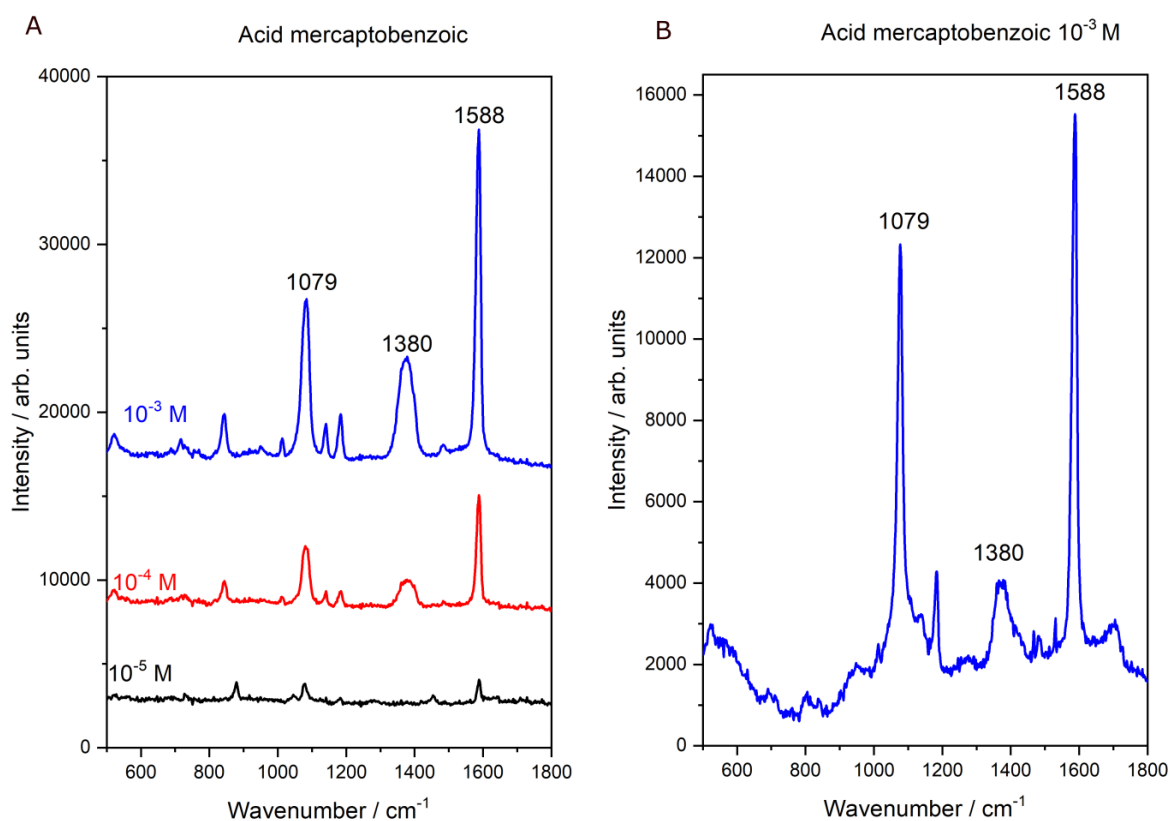 A
Acid mercaptobenzoic
40000
30000
20000
10000
0
Intensity / arb. units
1588
1079
1380
10⁻³ M
10⁻⁴ M
10⁻⁵ M
600 800 1000 1200 1400 1600 1800
Wavenumber / cm⁻¹
B
Acid mercaptobenzoic 10⁻³ M
16000
14000
12000
10000
8000
6000
4000
2000
0
Intensity / arb. units
1588
1079
1380
600 800 1000 1200 1400 1600 1800
Wavenumber / cm⁻¹